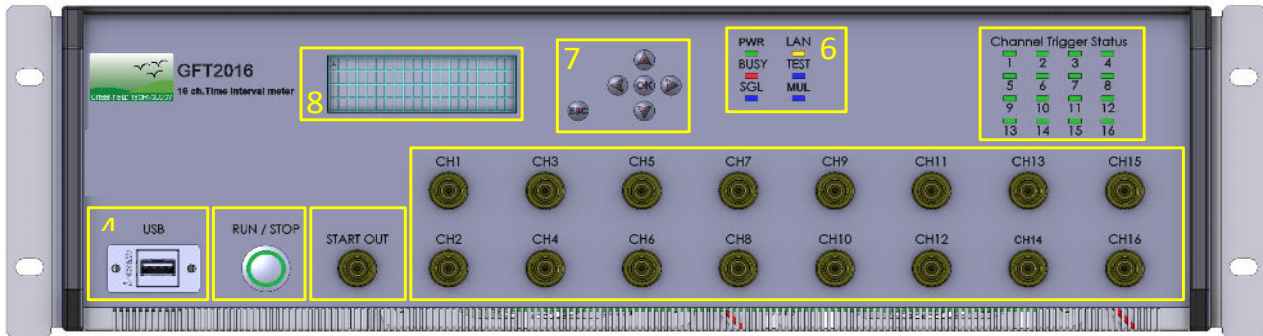 PWR LAN
BUSY TEST
SGL MUL
6
7
8
Channel Trigger Status
1 2 3 4
5 6 7 8
9 10 11 12
13 14 15 16
GFT2016
16 ch.Time interval meter
GREENFIELD TECHNOLOGY
OK
ESC
CH1 CH3 CH5 CH7 CH9 CH11 CH13 CH15
4
USB
RUN / STOP
START OUT
CH2 CH4 CH6 CH8 CH10 CH12 CH14 CH16